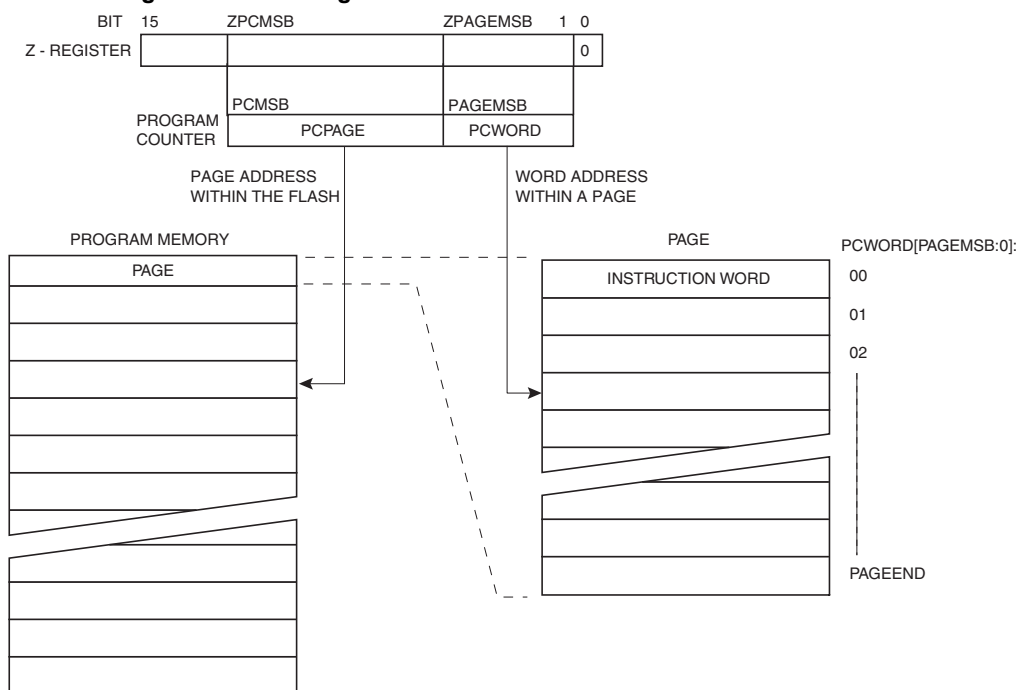 BIT 15 ZPCMSB ZPAGEMSB 1 0
Z - REGISTER 0
PCMSB PAGEMSB
PROGRAM
COUNTER
PCPAGE PCWORD
PAGE ADDRESS
WITHIN THE FLASH
WORD ADDRESS
WITHIN A PAGE
PROGRAM MEMORY
PAGE
PAGE
PCWORD[PAGEMSB:0]:
INSTRUCTION WORD
00
01
02
PAGEEND